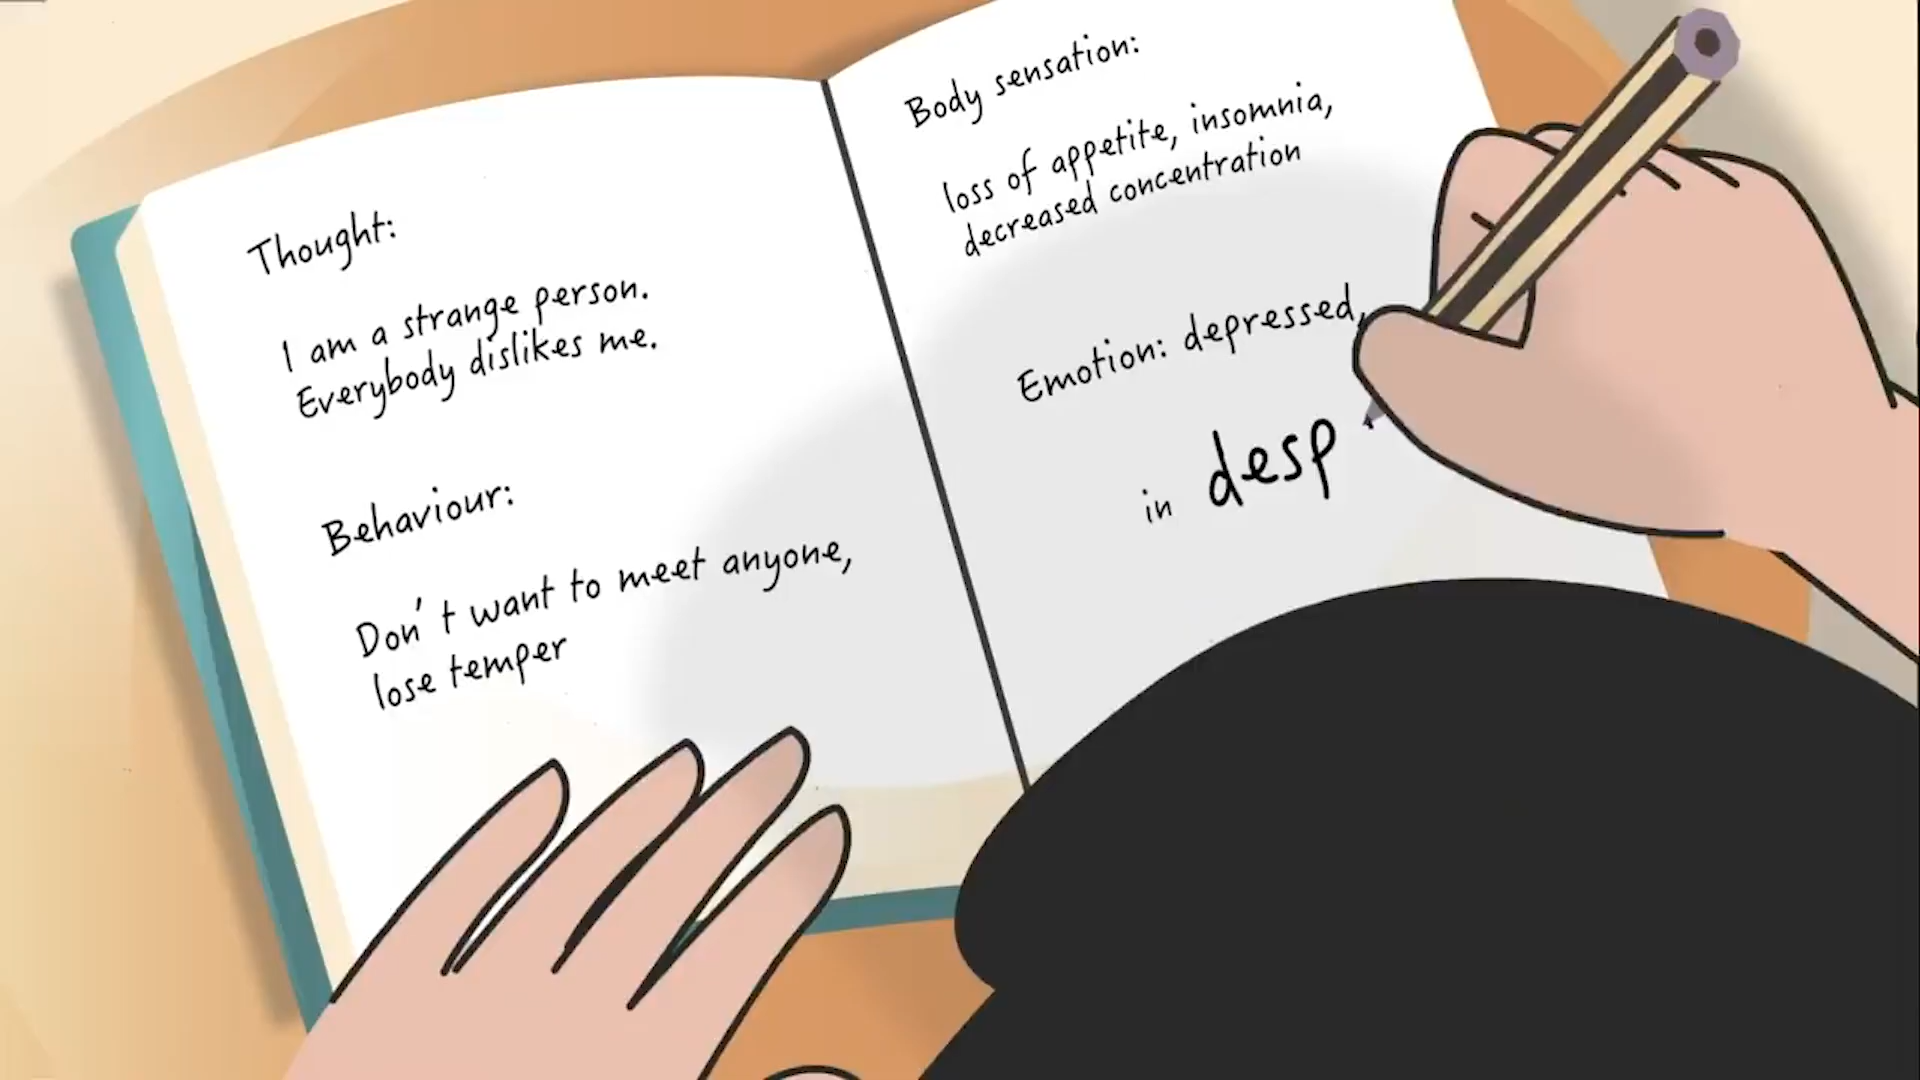 Thought:
I am a strange person.
Everybody dislikes me.
Behaviour:
Don't want to meet anyone,
lose temper
Body sensation:
loss of appetite, insomnia,
decreased concentration
Emotion: depressed,
in desp